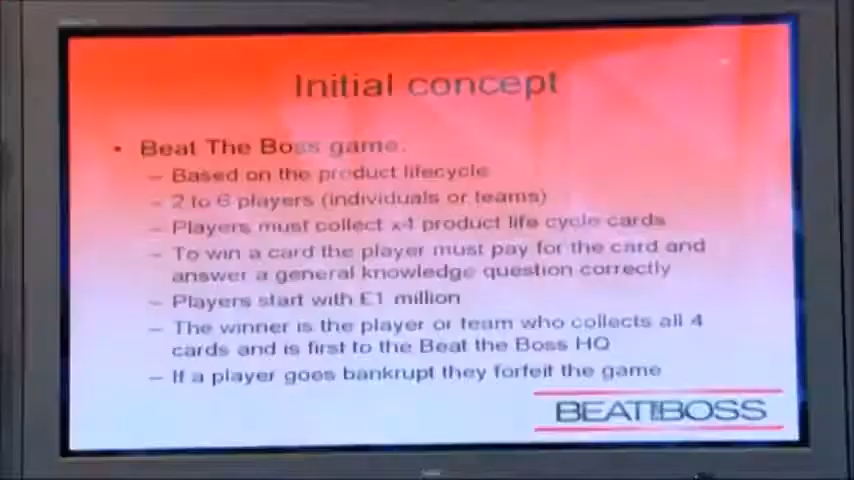 Initial concept
• Beat The Boss game.
– Based on the product lifecycle
– 2 to 6 players (individuals or teams)
– Players must collect x4 product life cycle cards
– To win a card the player must pay for the card and
answer a general knowledge question correctly
– Players start with £1 million
– The winner is the player or team who collects all 4
cards and is first to the Beat the Boss HQ
– If a player goes bankrupt they forfeit the game
BEAT THE BOSS